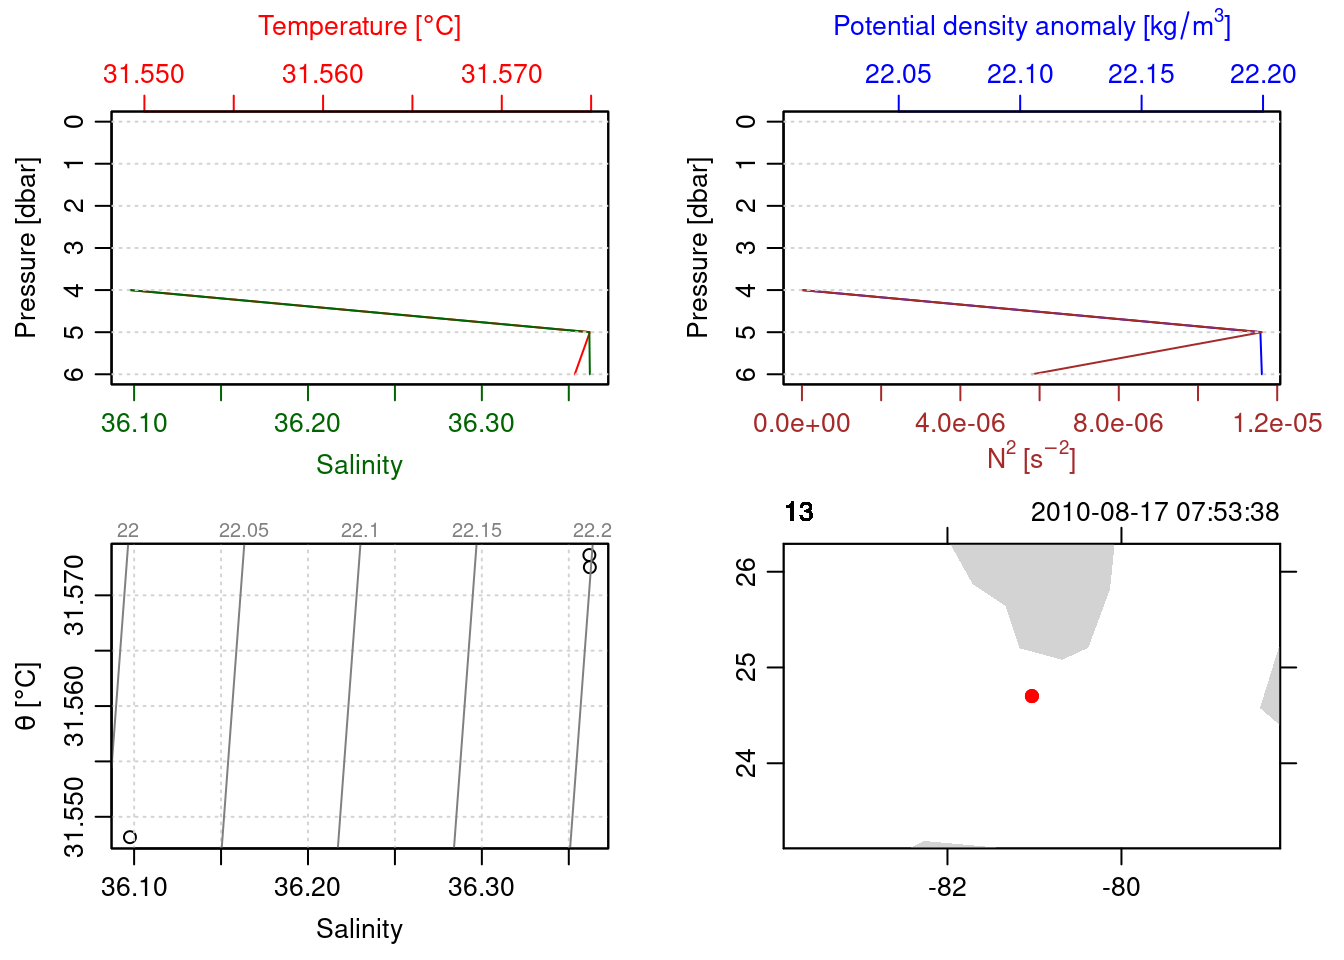 Temperature [°C]
31.550 31.560 31.570
0
1
2
3
4
5
6
Pressure [dbar]
36.10 36.20 36.30
Salinity
Potential density anomaly [kg/m³]
22.05 22.10 22.15 22.20
0
1
2
3
4
5
6
Pressure [dbar]
0.0e+00 4.0e-06 8.0e-06 1.2e-05
N² [s⁻²]
22 22.05 22.1 22.15 22.2
31.570
31.560
31.550
θ [°C]
36.10 36.20 36.30
Salinity
13 2010-08-17 07:53:38
26
25
24
-82 -80